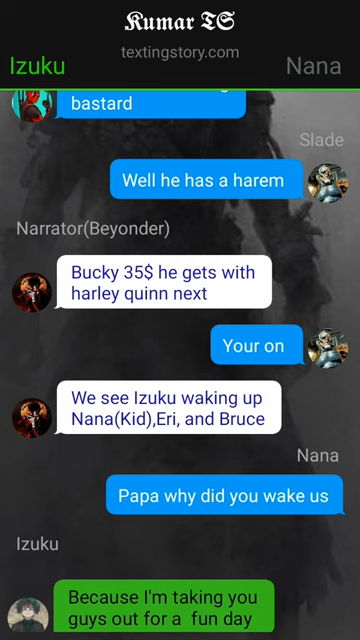 𝕶umar 𝕿S
textingstory.com
Izuku
Nana
bastard
Slade
Well he has a harem
Narrator(Beyonder)
Bucky 35$ he gets with
harley quinn next
Your on
We see Izuku waking up
Nana(Kid),Eri, and Bruce
Nana
Papa why did you wake us
Izuku
Because I'm taking you
guys out for a fun day